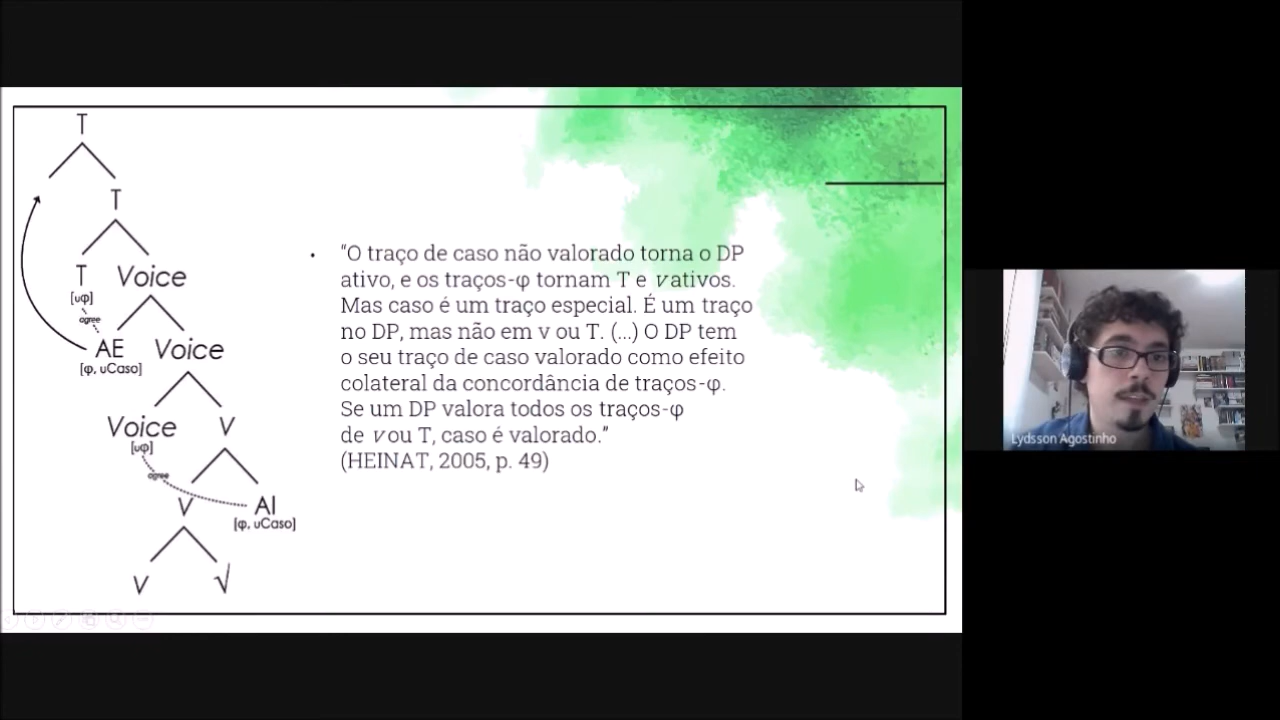 T
T
T
Voice
[uφ]
agree
AE
Voice
[φ, uCaso]
Voice
V
[uφ]
agree
V
AI
[φ, uCaso]
V
√
• “O traço de caso não valorado torna o DP
ativo, e os traços-φ tornam T e v ativos.
Mas caso é um traço especial. É um traço
no DP, mas não em v ou T. (...) O DP tem
o seu traço de caso valorado como efeito
colateral da concordância de traços-φ.
Se um DP valora todos os traços-φ
de v ou T, caso é valorado.”
(HEINAT, 2005, p. 49)
Lydsson Agostinho